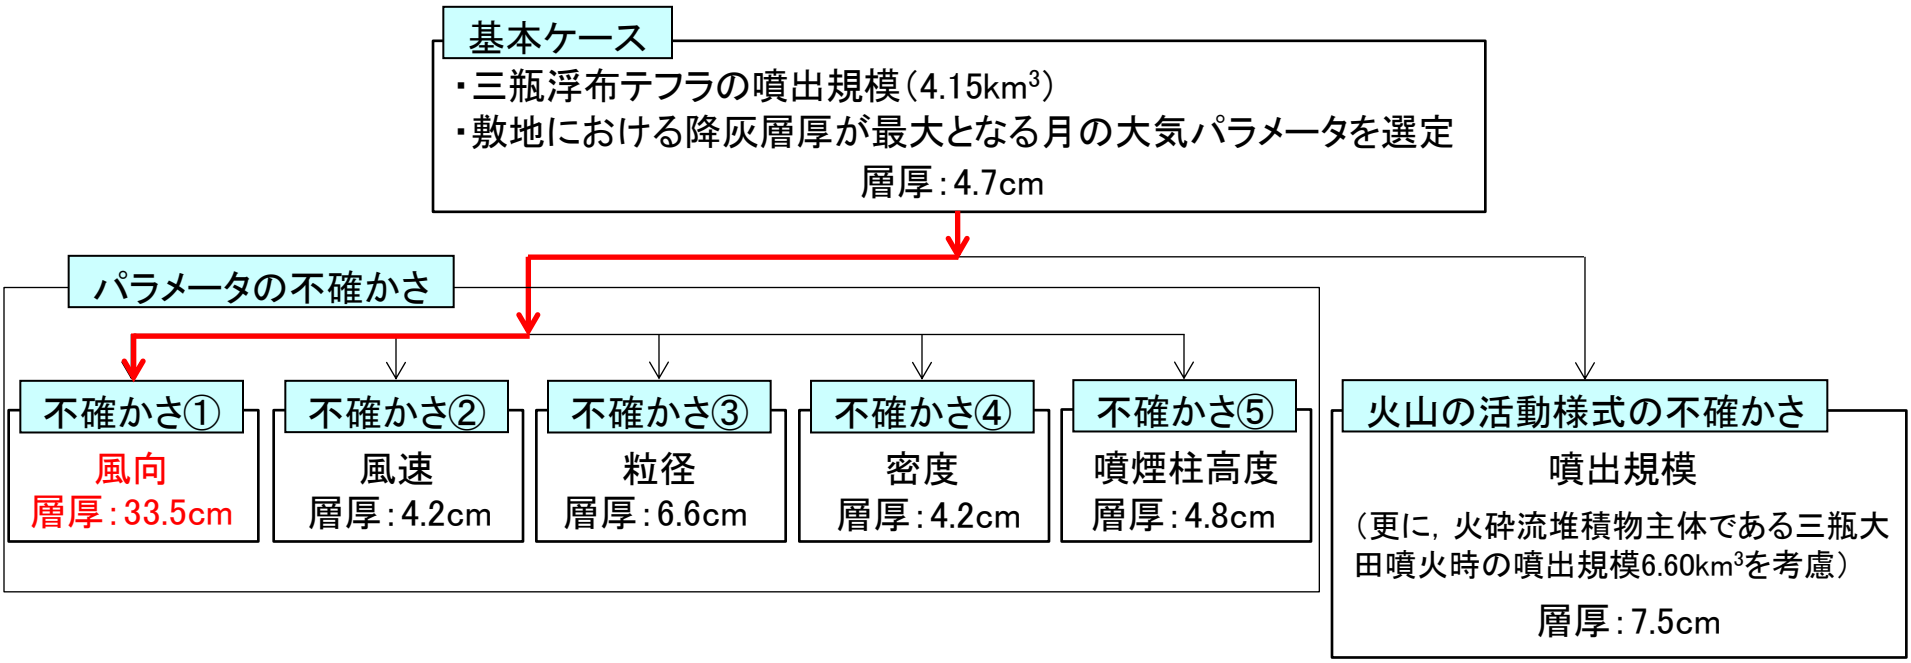 基本ケース
・三瓶浮布テフラの噴出規模（4.15km³）
・敷地における降灰層厚が最大となる月の大気パラメータを選定
層厚：4.7cm
パラメータの不確かさ
不確かさ①
風向
層厚：33.5cm
不確かさ②
風速
層厚：4.2cm
不確かさ③
粒径
層厚：6.6cm
不確かさ④
密度
層厚：4.2cm
不確かさ⑤
噴煙柱高度
層厚：4.8cm
火山の活動様式の不確かさ
噴出規模
（更に，火砕流堆積物主体である三瓶大
田噴火時の噴出規模6.60km³を考慮）
層厚：7.5cm